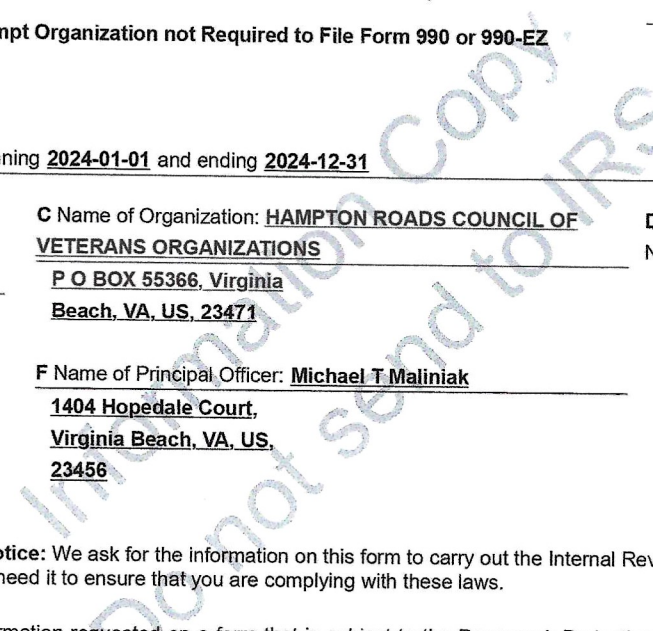 mpt Organization not Required to File Form 990 or 990-EZ
ning 2024-01-01 and ending 2024-12-31
C Name of Organization: HAMPTON ROADS COUNCIL OF
VETERANS ORGANIZATIONS
P O BOX 55366, Virginia
Beach, VA, US, 23471
F Name of Principal Officer: Michael T Maliniak
1404 Hopedale Court,
Virginia Beach, VA, US,
23456
otice: We ask for the information on this form to carry out the Internal Rev
need it to ensure that you are complying with these laws.
Information Copy
Do not send to IRS